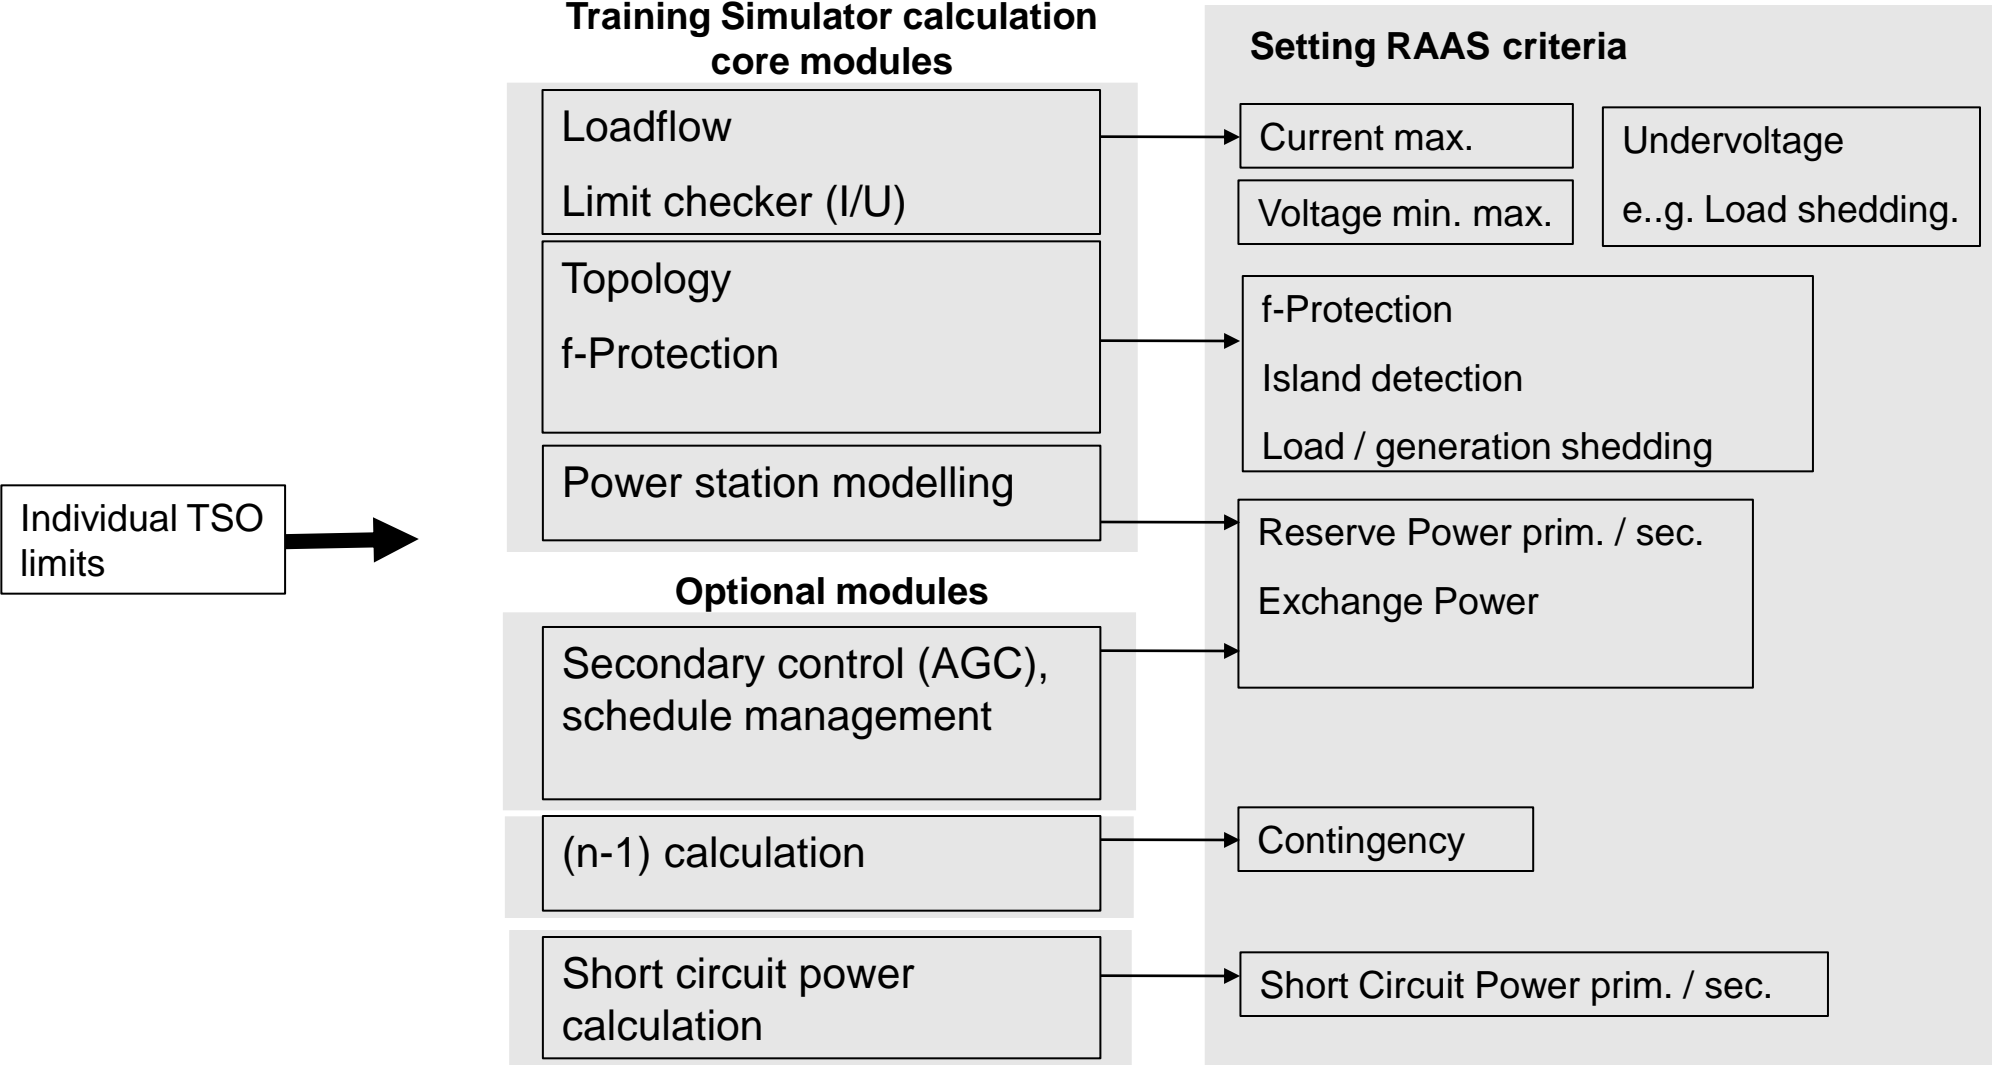 Training Simulator calculation
core modules
Setting RAAS criteria
Loadflow
Limit checker (I/U)
Current max.
Voltage min. max.
Undervoltage
e..g. Load shedding.
Topology
f-Protection
f-Protection
Island detection
Load / generation shedding
Power station modelling
Individual TSO
limits
Reserve Power prim. / sec.
Exchange Power
Optional modules
Secondary control (AGC),
schedule management
(n-1) calculation
Contingency
Short circuit power
calculation
Short Circuit Power prim. / sec.